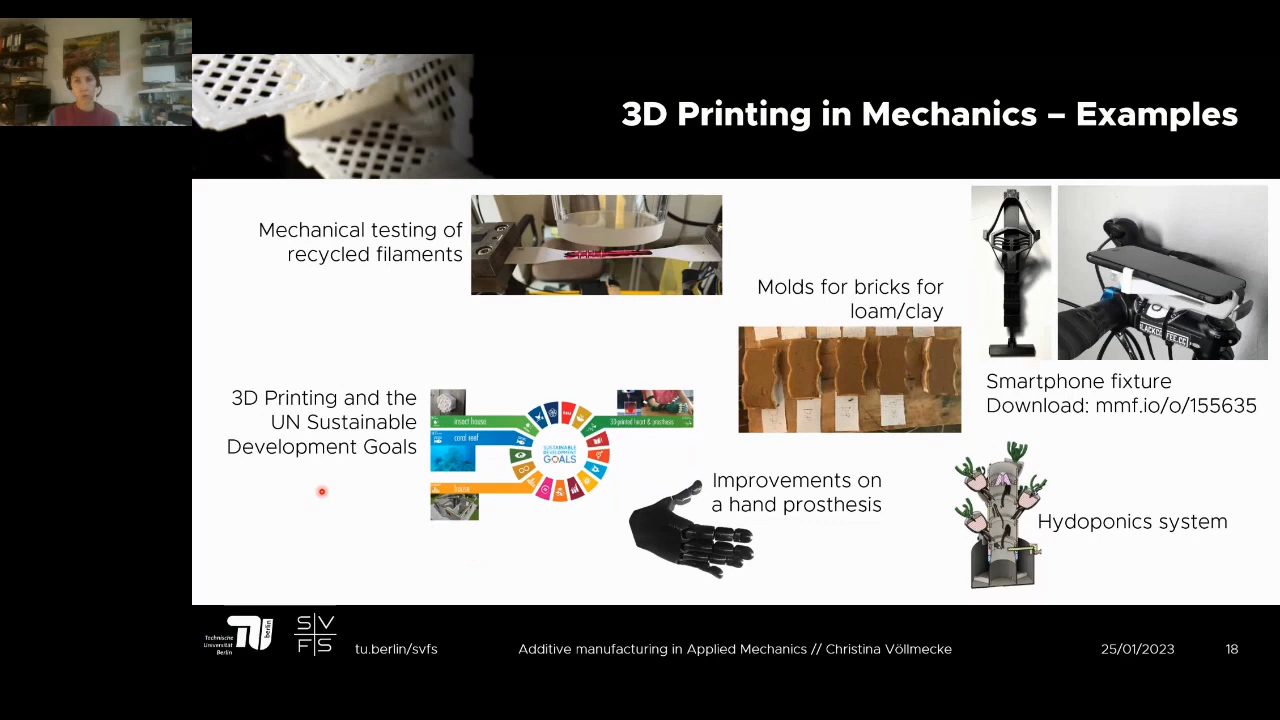 3D Printing in Mechanics – Examples
Mechanical testing of
recycled filaments
Molds for bricks for
loam/clay
BLACKCOFFEE.CC
Smartphone fixture
Download: mmf.io/o/155635
3D Printing and the
UN Sustainable
Development Goals
insect house
coral reef
house
3D-printed heart & prosthesis
SUSTAINABLE
DEVELOPMENT
GOALS
Improvements on
a hand prosthesis
Hydoponics system
Technische
Universität
Berlin
berlin
SV
FS
tu.berlin/svfs
Additive manufacturing in Applied Mechanics // Christina Völlmecke
25/01/2023
18